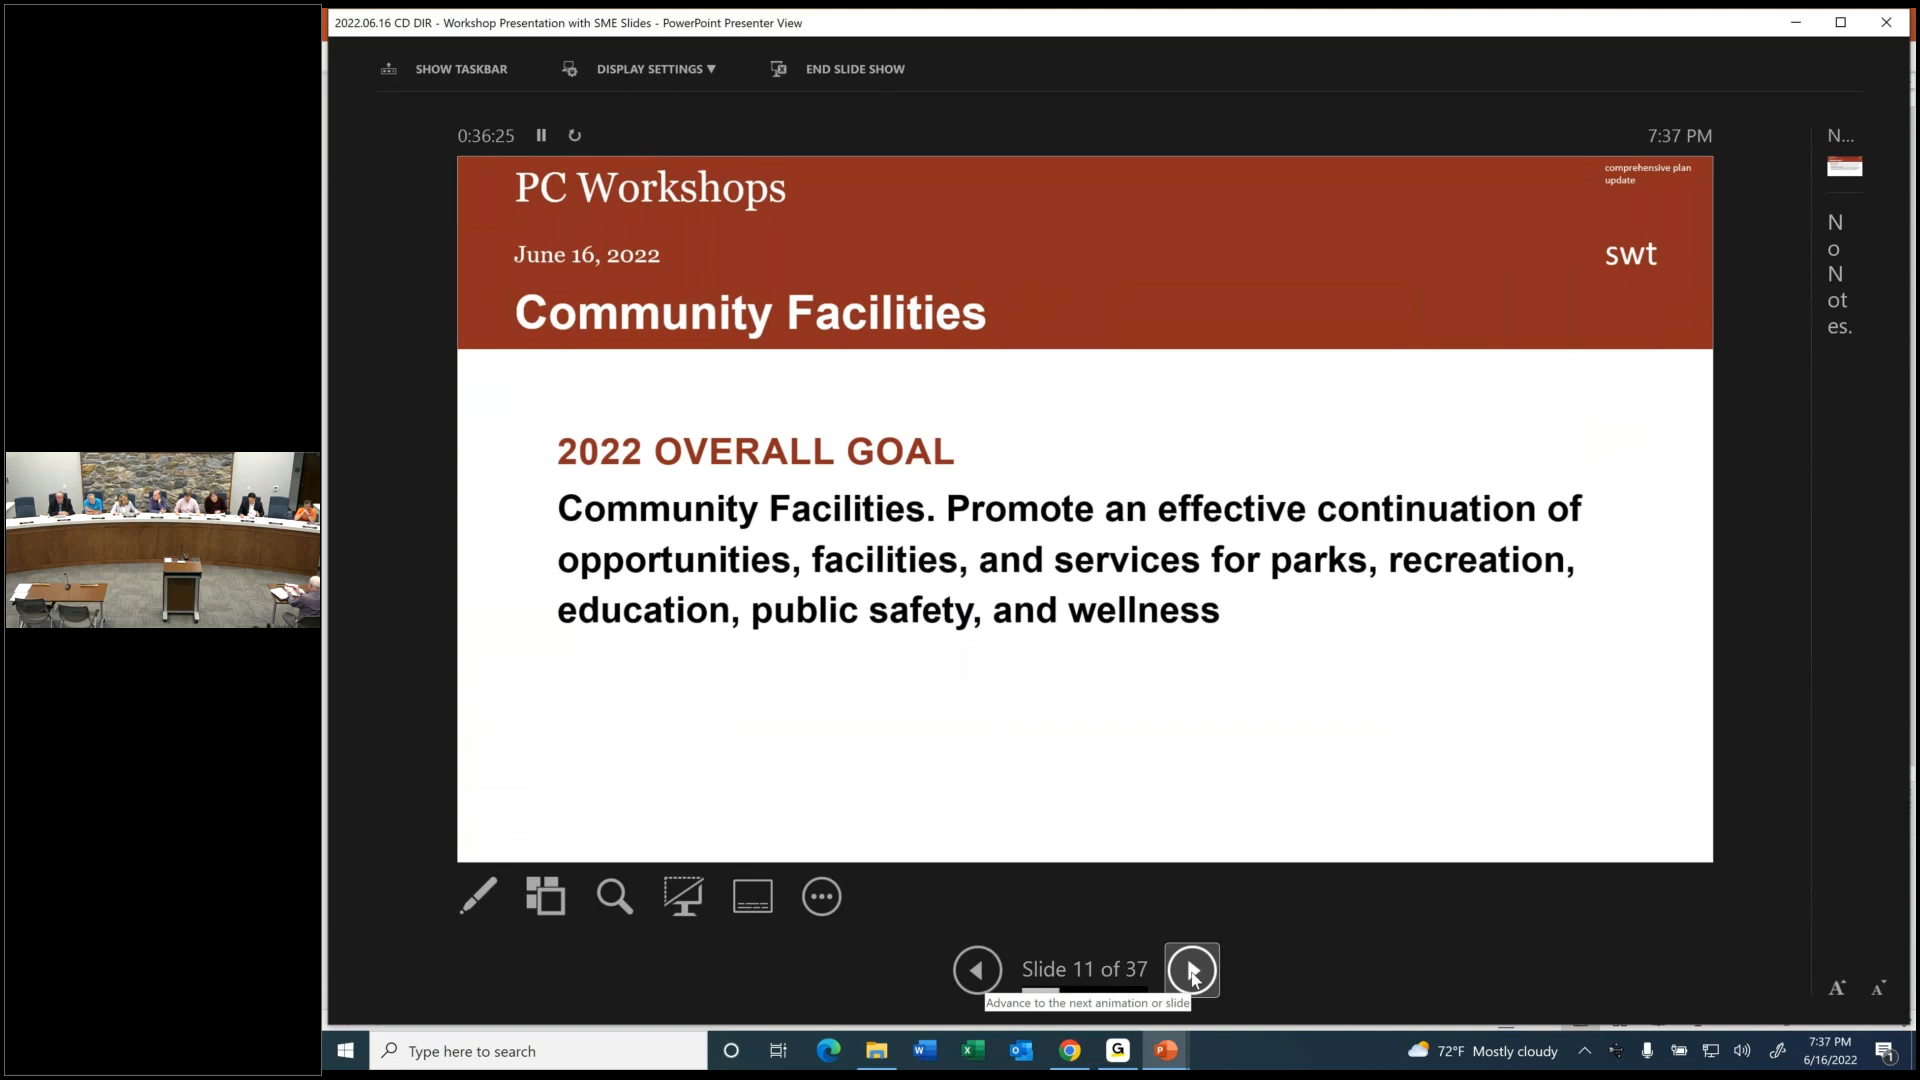 2022.06.16 CD DIR - Workshop Presentation with SME Slides - PowerPoint Presenter View
SHOW TASKBAR
DISPLAY SETTINGS ▼
END SLIDE SHOW
0:36:25
7:37 PM
N...
PC Workshops
comprehensive plan
update
June 16, 2022
swt
Community Facilities
2022 OVERALL GOAL
Community Facilities. Promote an effective continuation of
opportunities, facilities, and services for parks, recreation,
education, public safety, and wellness
N
o
N
ot
es.
Slide 11 of 37
Advance to the next animation or slide
A
A
Type here to search
72°F Mostly cloudy
7:37 PM
6/16/2022
1